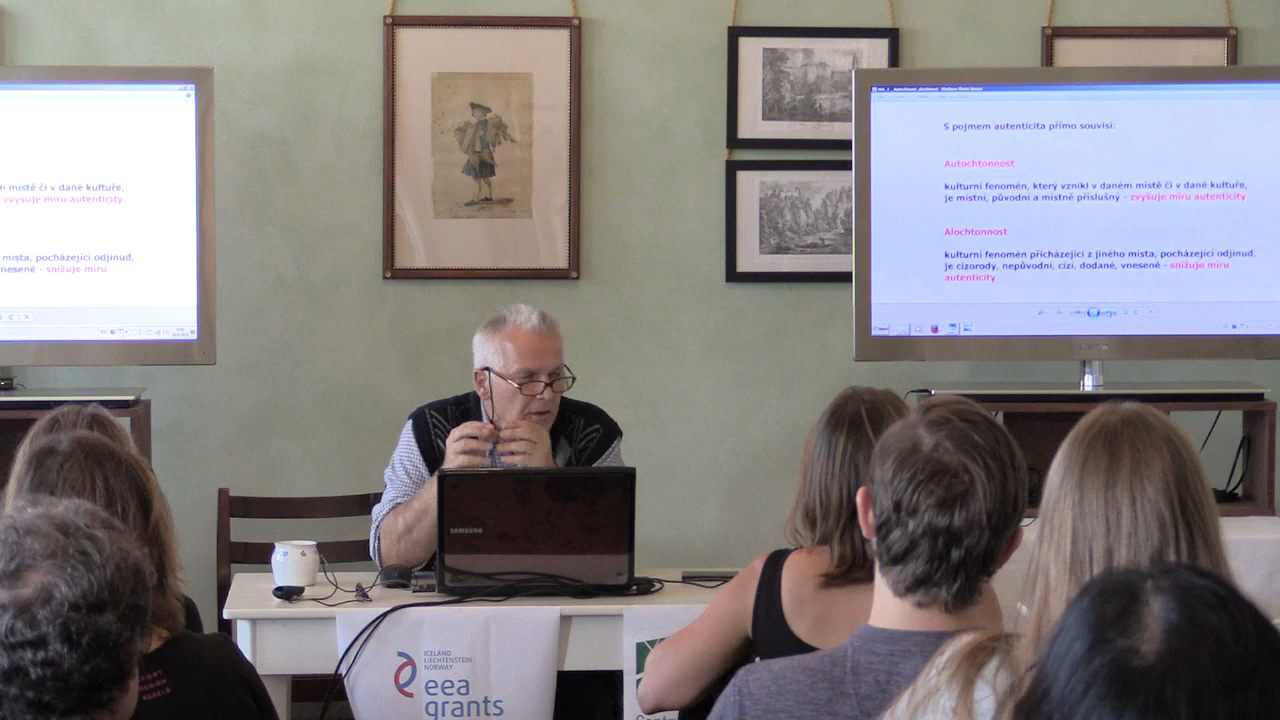 m místě či v dané kultuře,
zvyšuje míru autenticity
místa, pocházející odjinud,
vnesené - snižuje míru
S pojmem autenticita přímo souvisí:
Autochtonnost
kulturní fenomén, který vznikl v daném místě či v dané kultuře,
je místní, původní a místně příslušný - zvyšuje míru autenticity
Alochtonnost
kulturní fenomén přicházející z jiného místa, pocházející odjinud,
je cizorodý, nepůvodní, cizí, dodané, vnesené - snižuje míru
autenticity
SAMSUNG
ICELAND
LIECHTENSTEIN
NORWAY
eea
grants
POST
DESIGN
REBELS